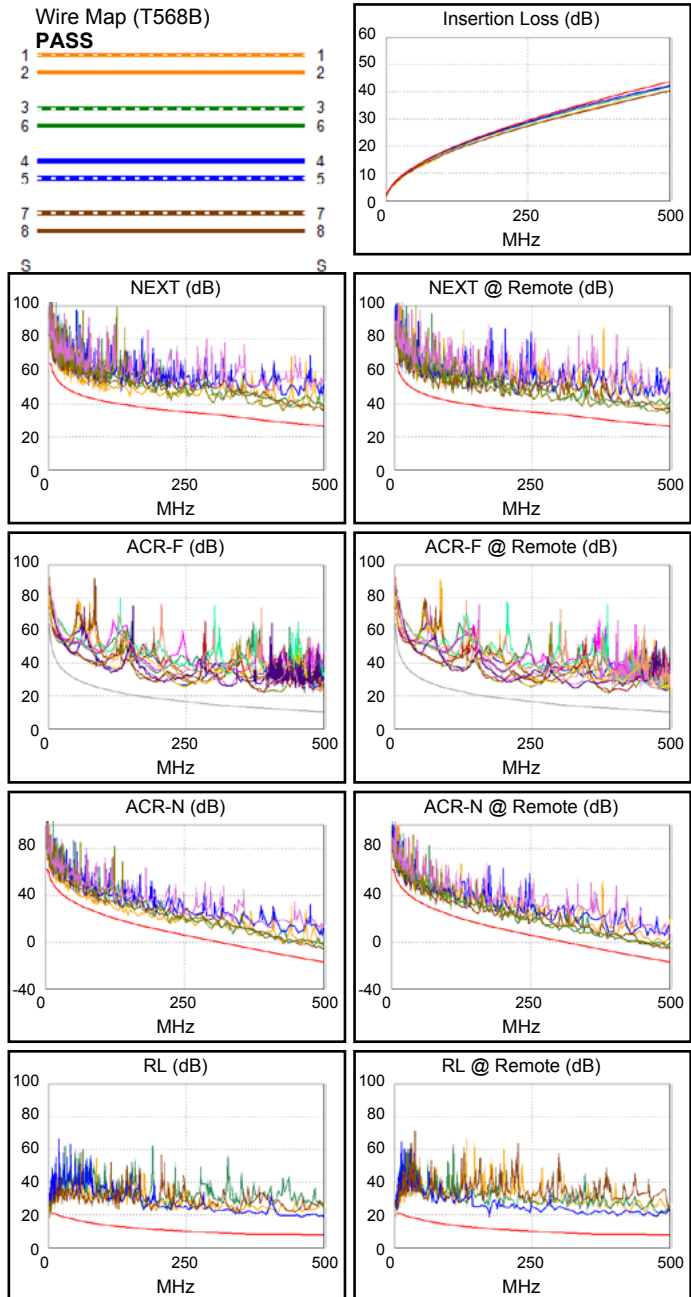 Wire Map (T568B)
PASS
1 1
2 2
3 3
6 6
4 4
5 5
7 7
8 8
S S
Insertion Loss (dB)
60
50
40
30
20
10
0
0 250 500
MHz
NEXT (dB)
100
80
60
40
20
0
0 250 500
MHz
NEXT @ Remote (dB)
100
80
60
40
20
0
0 250 500
MHz
ACR-F (dB)
100
80
60
40
20
0
0 250 500
MHz
ACR-F @ Remote (dB)
100
80
60
40
20
0
0 250 500
MHz
ACR-N (dB)
80
40
0
-40
0 250 500
MHz
ACR-N @ Remote (dB)
80
40
0
-40
0 250 500
MHz
RL (dB)
100
80
60
40
20
0
0 250 500
MHz
RL @ Remote (dB)
100
80
60
40
20
0
0 250 500
MHz